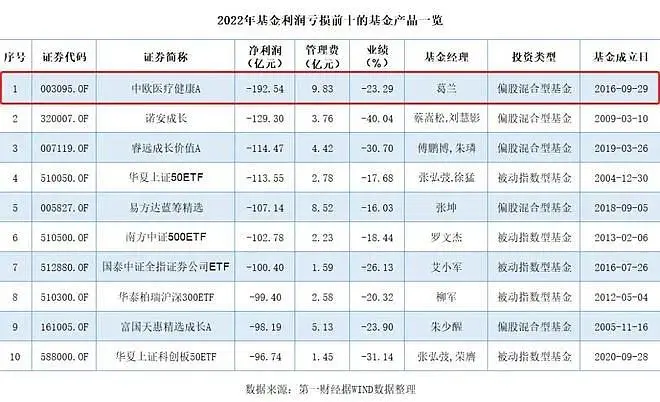 2022年基金利润亏损前十的基金产品一览
序号 证券代码 证券简称 净利润（亿元） 管理费（亿元） 业绩（%） 基金经理 投资类型 基金成立日
1 003095.OF 中欧医疗健康A -192.54 9.83 -23.29 葛兰 偏股混合型基金 2016-09-29
2 320007.OF 诺安成长 -129.30 3.76 -40.04 蔡嵩松,刘慧影 偏股混合型基金 2009-03-10
3 007119.OF 睿远成长价值A -114.47 4.42 -30.70 傅鹏博,朱璘 偏股混合型基金 2019-03-26
4 510050.OF 华夏上证50ETF -113.55 2.78 -17.68 张弘弢.徐猛 被动指数型基金 2004-12-30
5 005827.OF 易方达蓝筹精选 -107.14 8.52 -16.03 张坤 偏股混合型基金 2018-09-05
6 510500.OF 南方中证500ETF -102.78 2.23 -18.44 罗文杰 被动指数型基金 2013-02-06
7 512880.OF 国泰中证全指证券公司ETF -100.40 1.59 -26.13 艾小军 被动指数型基金 2016-07-26
8 510300.OF 华泰柏瑞沪深300ETF -99.40 2.58 -20.32 柳军 被动指数型基金 2012-05-04
9 161005.OF 富国天惠精选成长A -98.19 5.13 -23.90 朱少醒 偏股混合型基金 2005-11-16
10 588000.OF 华夏上证科创板50ETF -96.74 1.45 -31.14 张弘弢,荣膺 被动指数型基金 2020-09-28
数据来源：第一财经据WIND数据整理